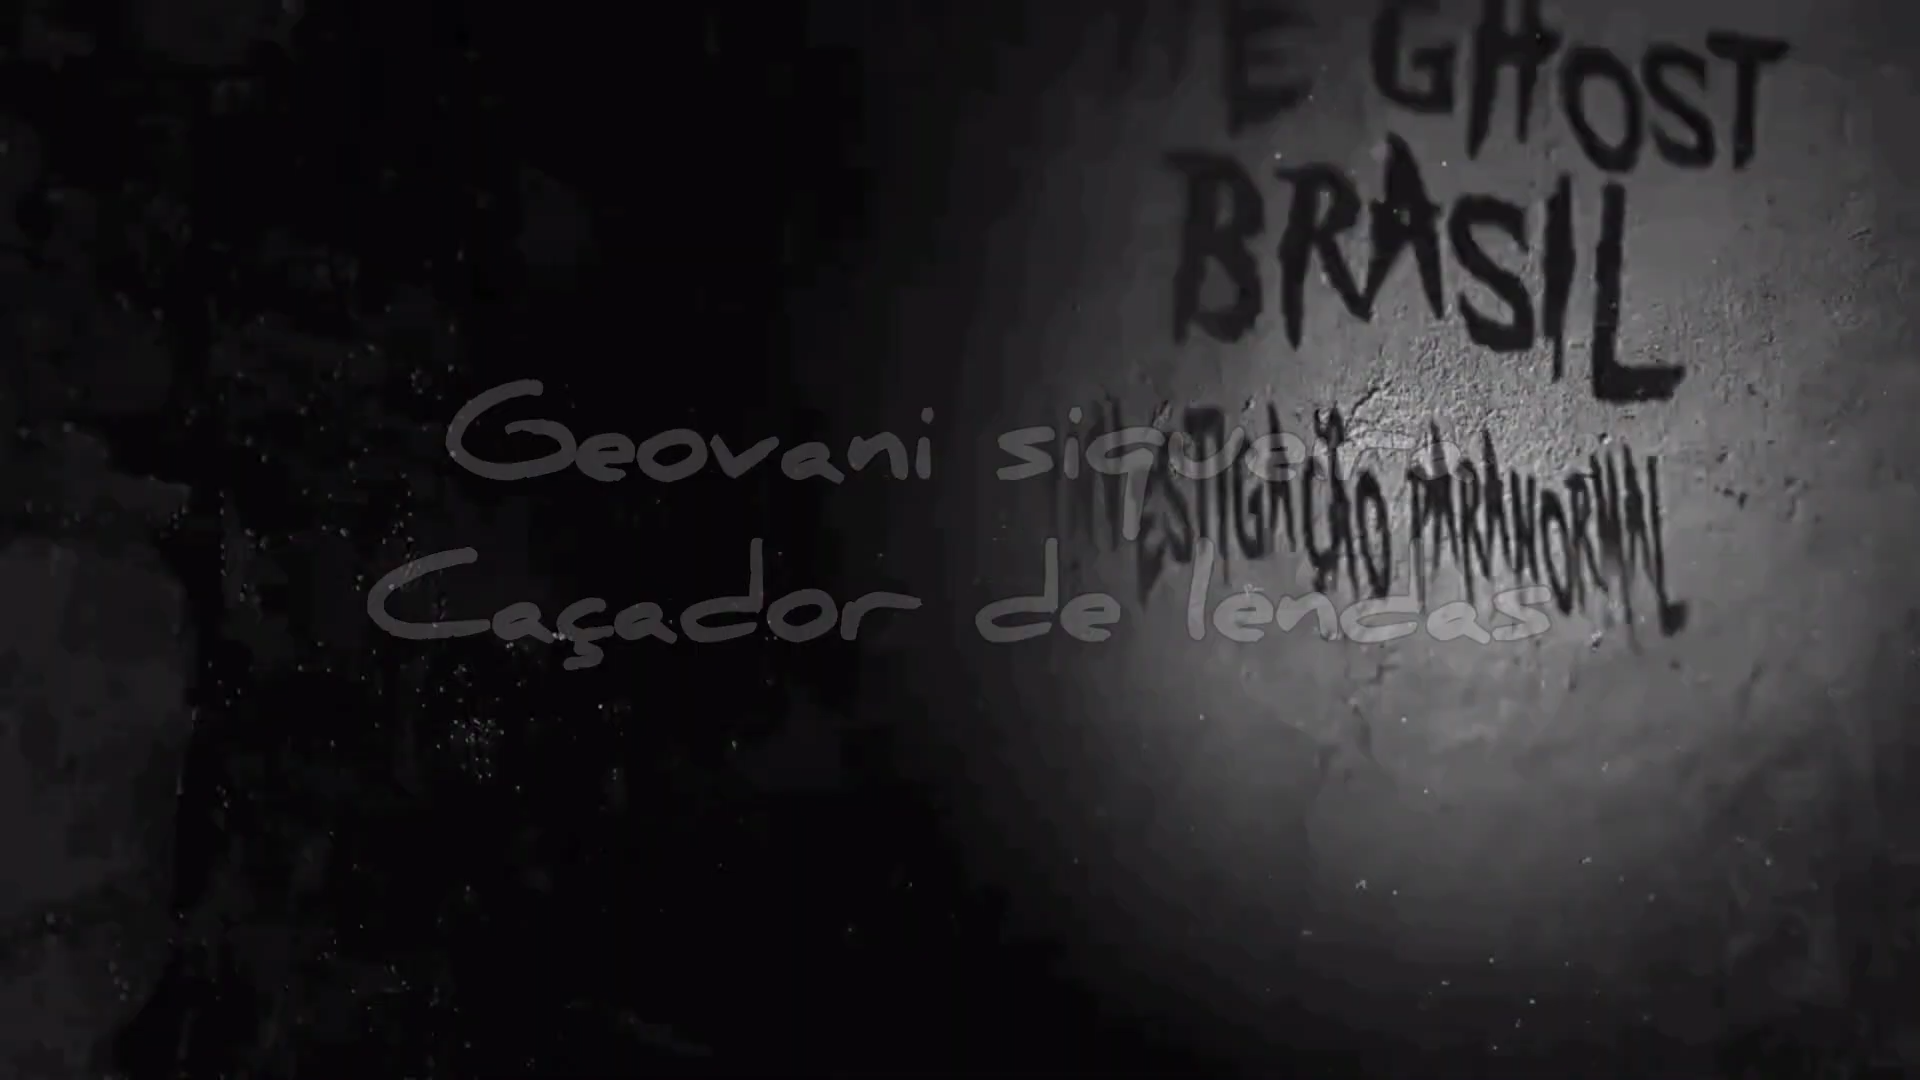 E GHOST
BRASIL
INVESTIGAÇÃO PARANORMAL
Geovani siqueira
Caçador de lendas